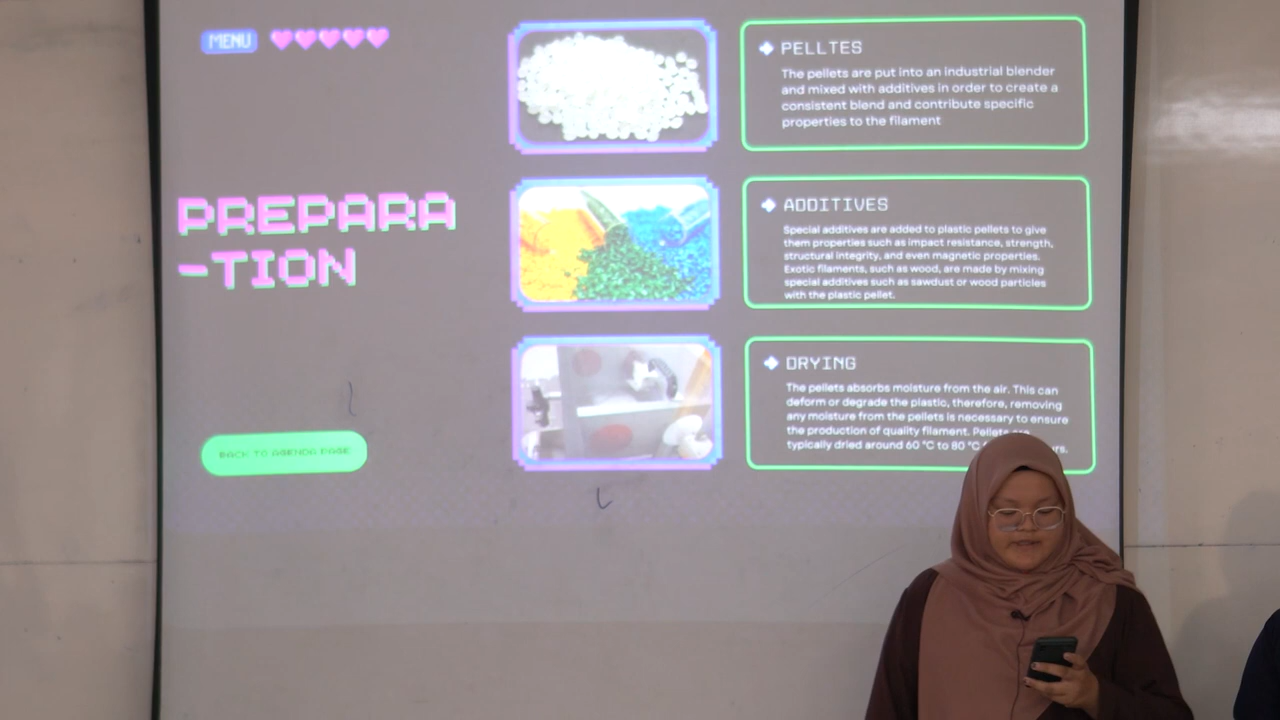 MENU
PREPARA
-TION
BACK TO AGENDA PAGE
PELLTES
The pellets are put into an industrial blender
and mixed with additives in order to create a
consistent blend and contribute specific
properties to the filament
ADDITIVES
Special additives are added to plastic pellets to give
them properties such as impact resistance, strength,
structural integrity, and even magnetic properties.
Exotic filaments, such as wood, are made by mixing
special additives such as sawdust or wood particles
with the plastic pellet.
DRYING
The pellets absorbs moisture from the air. This can
deform or degrade the plastic, therefore, removing
any moisture from the pellets is necessary to ensure
the production of quality filament. Pellets are
typically dried around 60 °C to 80 °C